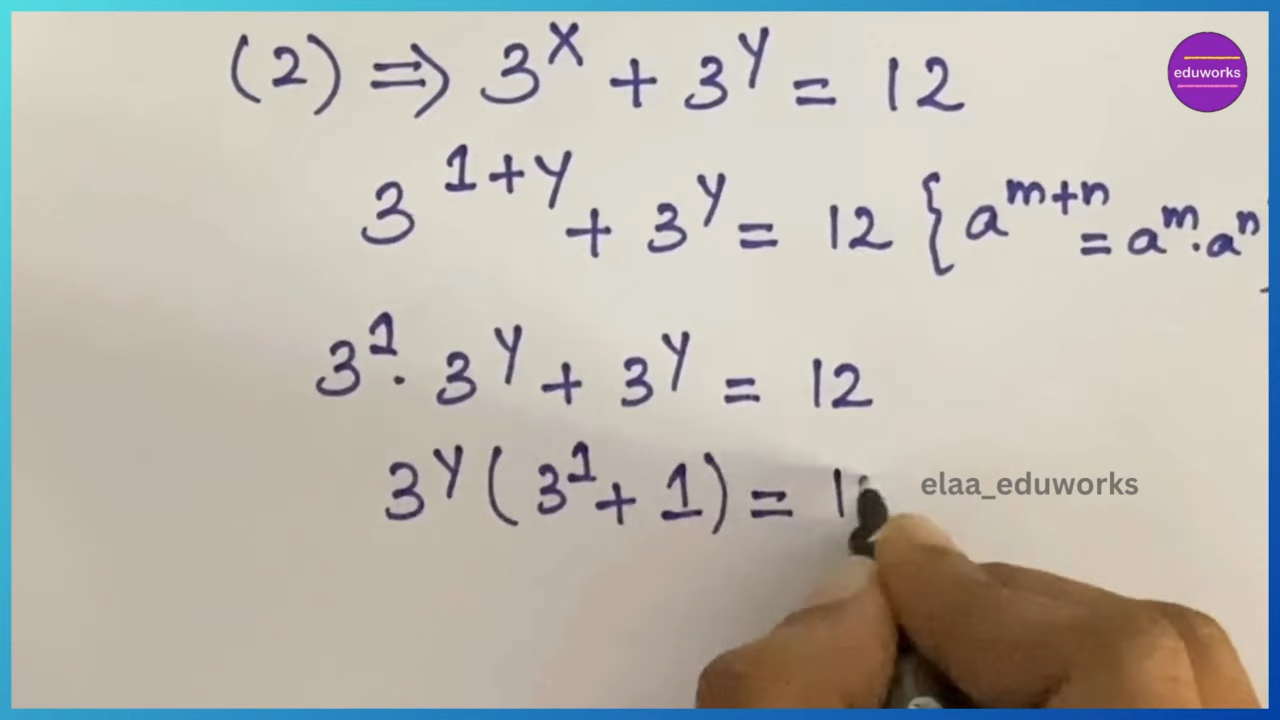 (2) ⇒ 3^x + 3^y = 12
eduworks
3^{1+y} + 3^y = 12 {a^{m+n} = a^m · a^n
3^1 · 3^y + 3^y = 12
3^y (3^1 + 1) = 1
elaa_eduworks